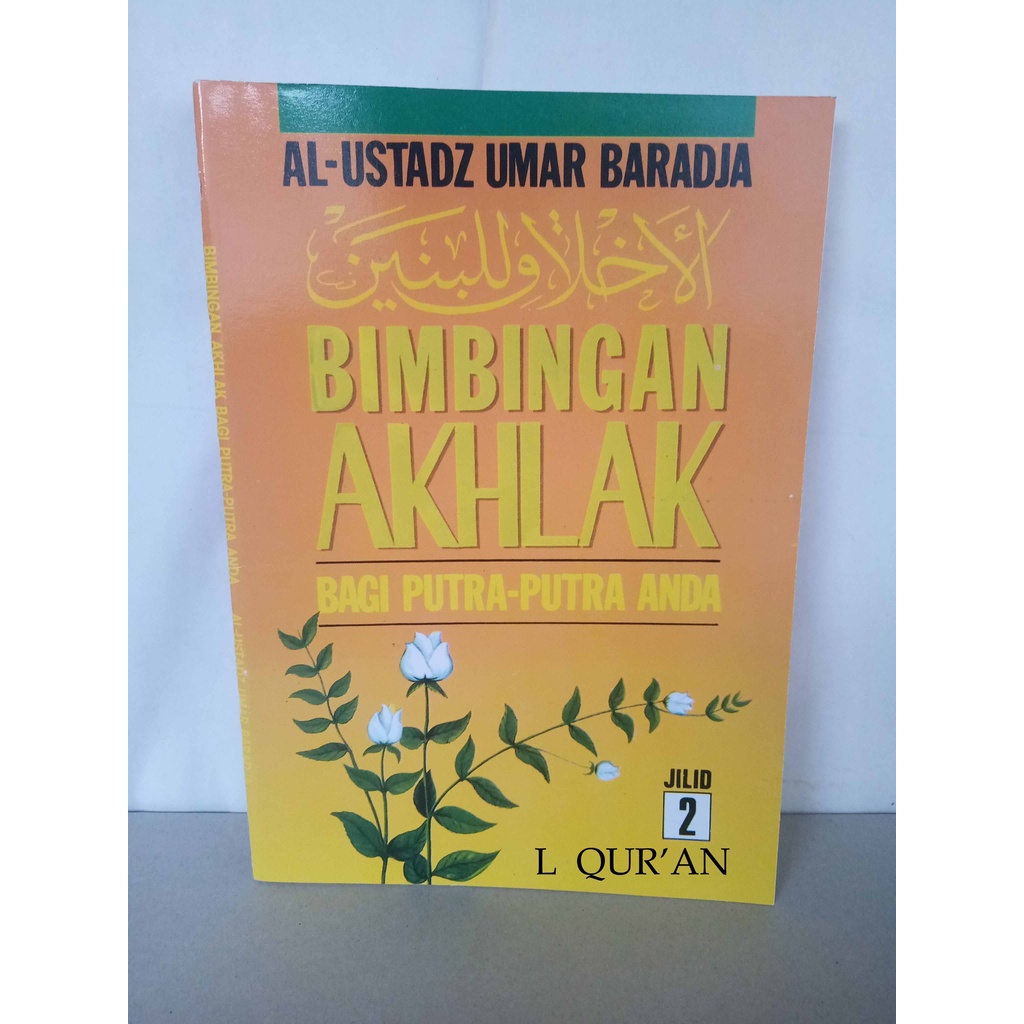 AL-USTADZ UMAR BARADJA
الأخلاق للبنين
BIMBINGAN
AKHLAK
BAGI PUTRA-PUTRA ANDA
JILID
2
L QUR'AN
BIMBINGAN AKHLAK BAGI PUTRA-PUTRA ANDA